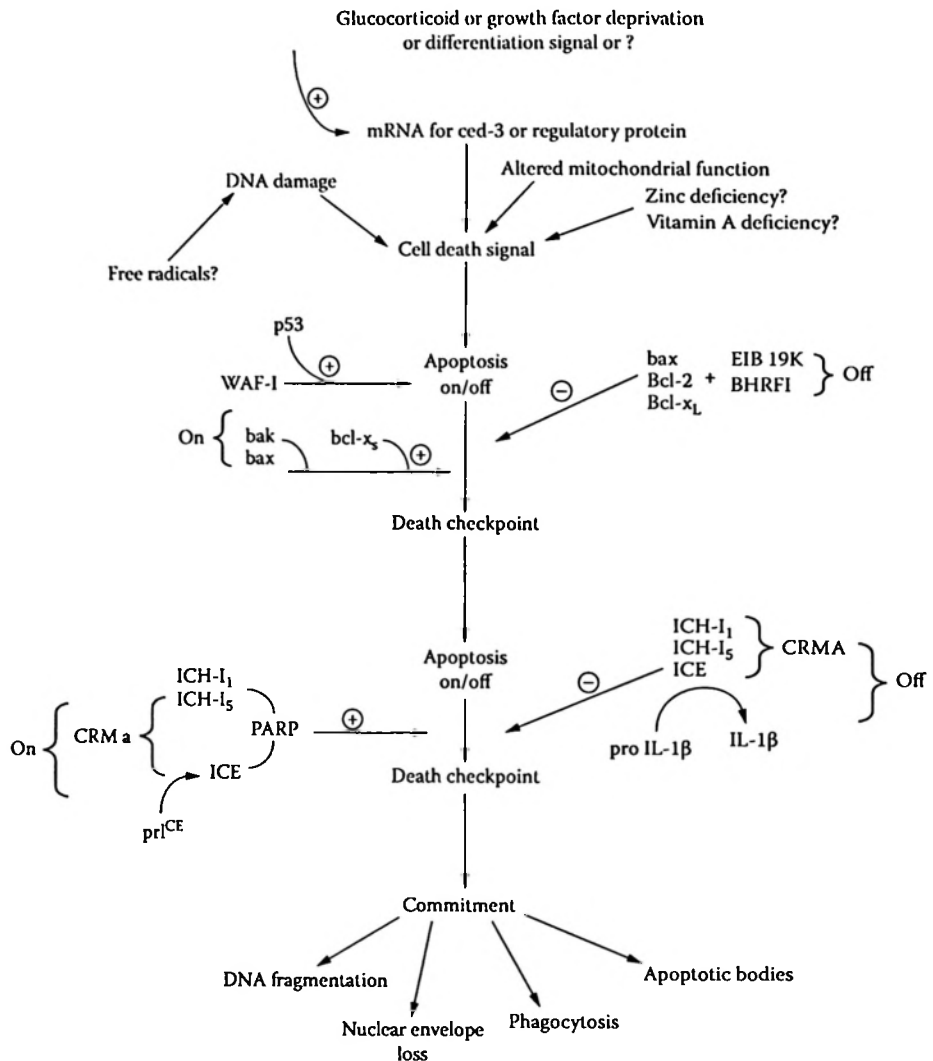 Glucocorticoid or growth factor deprivation
or differentiation signal or ?
+
mRNA for ced-3 or regulatory protein
Altered mitochondrial function
DNA damage
Zinc deficiency?
Vitamin A deficiency?
Cell death signal
Free radicals?
p53
+
WAF-I
Apoptosis
on/off
bax
Bcl-2
Bcl-xL
+
EIB 19K
BHRFI
Off
−
On
bak
bax
bcl-xs
+
Death checkpoint
Apoptosis
on/off
ICH-I1
ICH-I5
ICE
CRMA
Off
−
pro IL-1β
IL-1β
On
CRM a
ICH-I1
ICH-I5
PARP
+
ICE
prICE
Death checkpoint
Commitment
DNA fragmentation
Nuclear envelope
loss
Phagocytosis
Apoptotic bodies